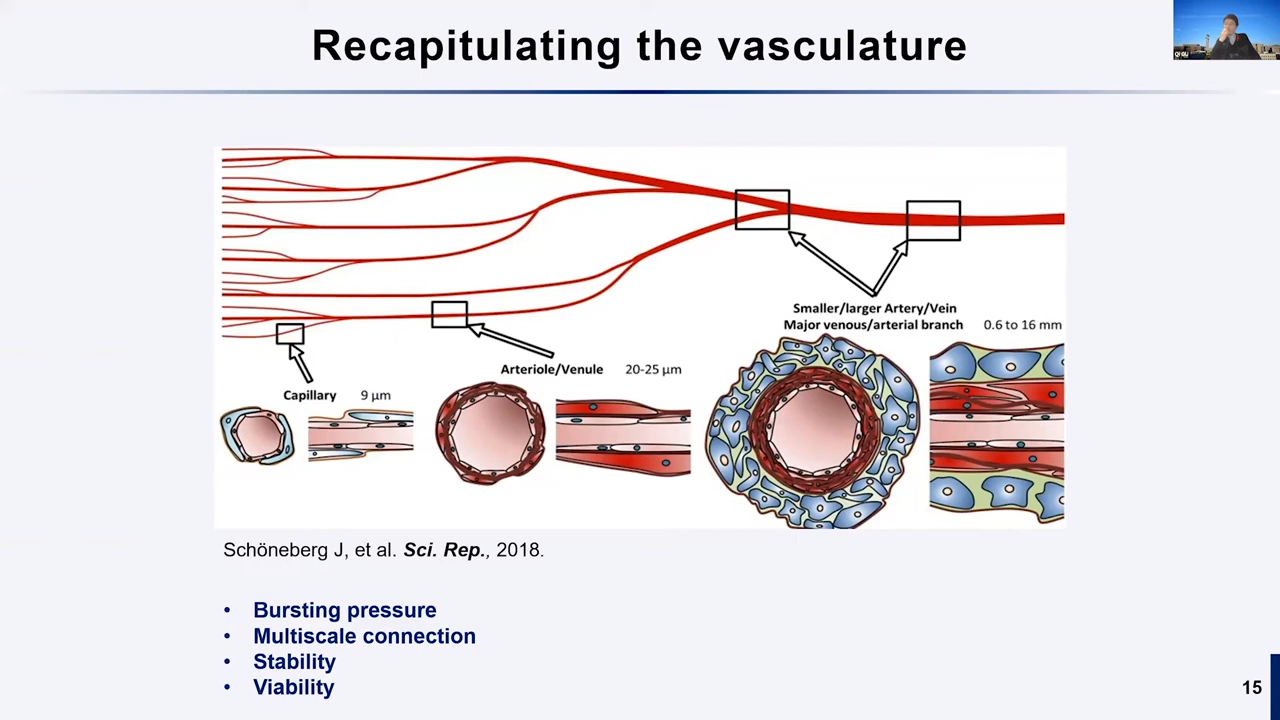 Recapitulating the vasculature
Smaller/larger Artery/Vein
Major venous/arterial branch 0.6 to 16 mm
Arteriole/Venule 20-25 µm
Capillary 9 µm
Schöneberg J, et al. Sci. Rep., 2018.
• Bursting pressure
• Multiscale connection
• Stability
• Viability
15